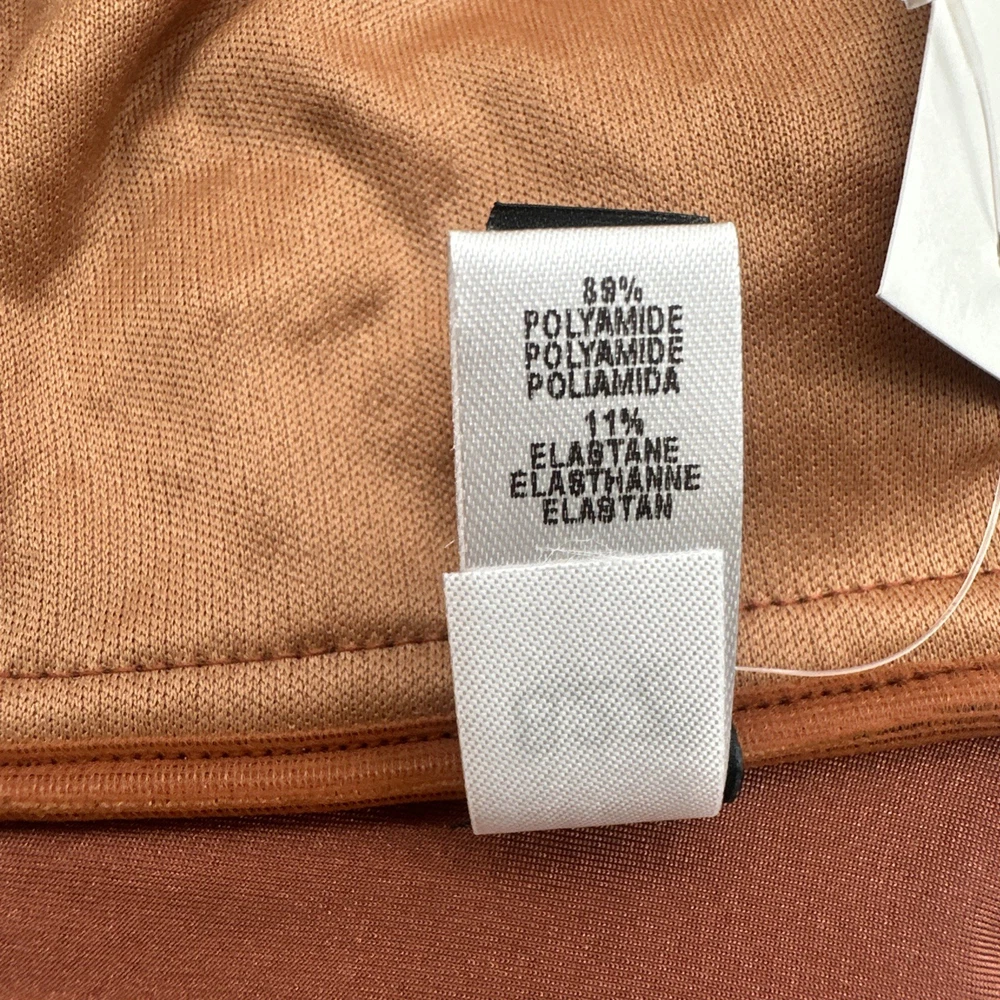 89%
POLYAMIDE
POLYAMIDE
POLIAMIDA
11%
ELASTANE
ELASTHANNE
ELASTAN